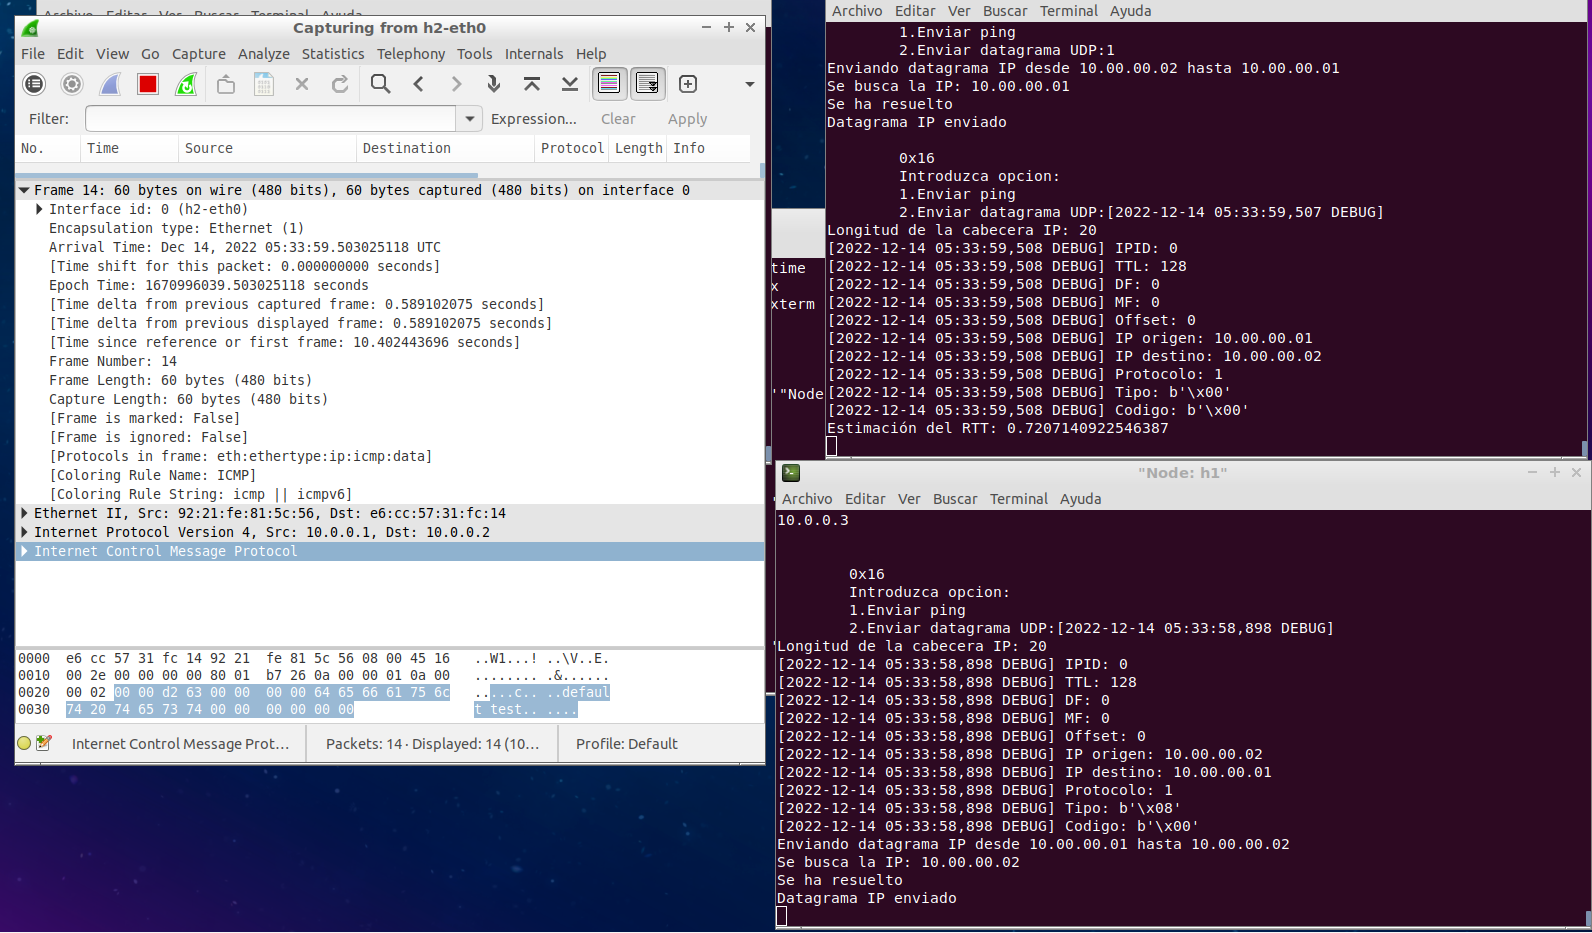 Capturing from h2-eth0
File Edit View Go Capture Analyze Statistics Telephony Tools Internals Help
Filter: Expression... Clear Apply
No. Time Source Destination Protocol Length Info
Frame 14: 60 bytes on wire (480 bits), 60 bytes captured (480 bits) on interface 0
Interface id: 0 (h2-eth0)
Encapsulation type: Ethernet (1)
Arrival Time: Dec 14, 2022 05:33:59.503025118 UTC
[Time shift for this packet: 0.000000000 seconds]
Epoch Time: 1670996039.503025118 seconds
[Time delta from previous captured frame: 0.589102075 seconds]
[Time delta from previous displayed frame: 0.589102075 seconds]
[Time since reference or first frame: 10.402443696 seconds]
Frame Number: 14
Frame Length: 60 bytes (480 bits)
Capture Length: 60 bytes (480 bits)
[Frame is marked: False]
[Frame is ignored: False]
[Protocols in frame: eth:ethertype:ip:icmp:data]
[Coloring Rule Name: ICMP]
[Coloring Rule String: icmp || icmpv6]
Ethernet II, Src: 92:21:fe:81:5c:56, Dst: e6:cc:57:31:fc:14
Internet Protocol Version 4, Src: 10.0.0.1, Dst: 10.0.0.2
Internet Control Message Protocol
0000 e6 cc 57 31 fc 14 92 21 fe 81 5c 56 08 00 45 16 ..W1...! ..\V..E.
0010 00 2e 00 00 00 00 80 01 b7 26 0a 00 00 01 0a 00 ........ .&......
0020 00 02 00 00 d2 63 00 00 00 00 64 65 66 61 75 6c .....c.. ..defaul
0030 74 20 74 65 73 74 00 00 00 00 00 00 t test.. ....
Internet Control Message Prot... Packets: 14 · Displayed: 14 (10... Profile: Default
time
x
xterm
'"Node
Archivo Editar Ver Buscar Terminal Ayuda
1.Enviar ping
2.Enviar datagrama UDP:1
Enviando datagrama IP desde 10.00.00.02 hasta 10.00.00.01
Se busca la IP: 10.00.00.01
Se ha resuelto
Datagrama IP enviado
0x16
Introduzca opcion:
1.Enviar ping
2.Enviar datagrama UDP:[2022-12-14 05:33:59,507 DEBUG]
Longitud de la cabecera IP: 20
[2022-12-14 05:33:59,508 DEBUG] IPID: 0
[2022-12-14 05:33:59,508 DEBUG] TTL: 128
[2022-12-14 05:33:59,508 DEBUG] DF: 0
[2022-12-14 05:33:59,508 DEBUG] MF: 0
[2022-12-14 05:33:59,508 DEBUG] Offset: 0
[2022-12-14 05:33:59,508 DEBUG] IP origen: 10.00.00.01
[2022-12-14 05:33:59,508 DEBUG] IP destino: 10.00.00.02
[2022-12-14 05:33:59,508 DEBUG] Protocolo: 1
[2022-12-14 05:33:59,508 DEBUG] Tipo: b'\x00'
[2022-12-14 05:33:59,508 DEBUG] Codigo: b'\x00'
Estimación del RTT: 0.7207140922546387
"Node: h1"
Archivo Editar Ver Buscar Terminal Ayuda
10.0.0.3
0x16
Introduzca opcion:
1.Enviar ping
2.Enviar datagrama UDP:[2022-12-14 05:33:58,898 DEBUG]
Longitud de la cabecera IP: 20
[2022-12-14 05:33:58,898 DEBUG] IPID: 0
[2022-12-14 05:33:58,898 DEBUG] TTL: 128
[2022-12-14 05:33:58,898 DEBUG] DF: 0
[2022-12-14 05:33:58,898 DEBUG] MF: 0
[2022-12-14 05:33:58,898 DEBUG] Offset: 0
[2022-12-14 05:33:58,898 DEBUG] IP origen: 10.00.00.02
[2022-12-14 05:33:58,898 DEBUG] IP destino: 10.00.00.01
[2022-12-14 05:33:58,898 DEBUG] Protocolo: 1
[2022-12-14 05:33:58,898 DEBUG] Tipo: b'\x08'
[2022-12-14 05:33:58,898 DEBUG] Codigo: b'\x00'
Enviando datagrama IP desde 10.00.00.01 hasta 10.00.00.02
Se busca la IP: 10.00.00.02
Se ha resuelto
Datagrama IP enviado